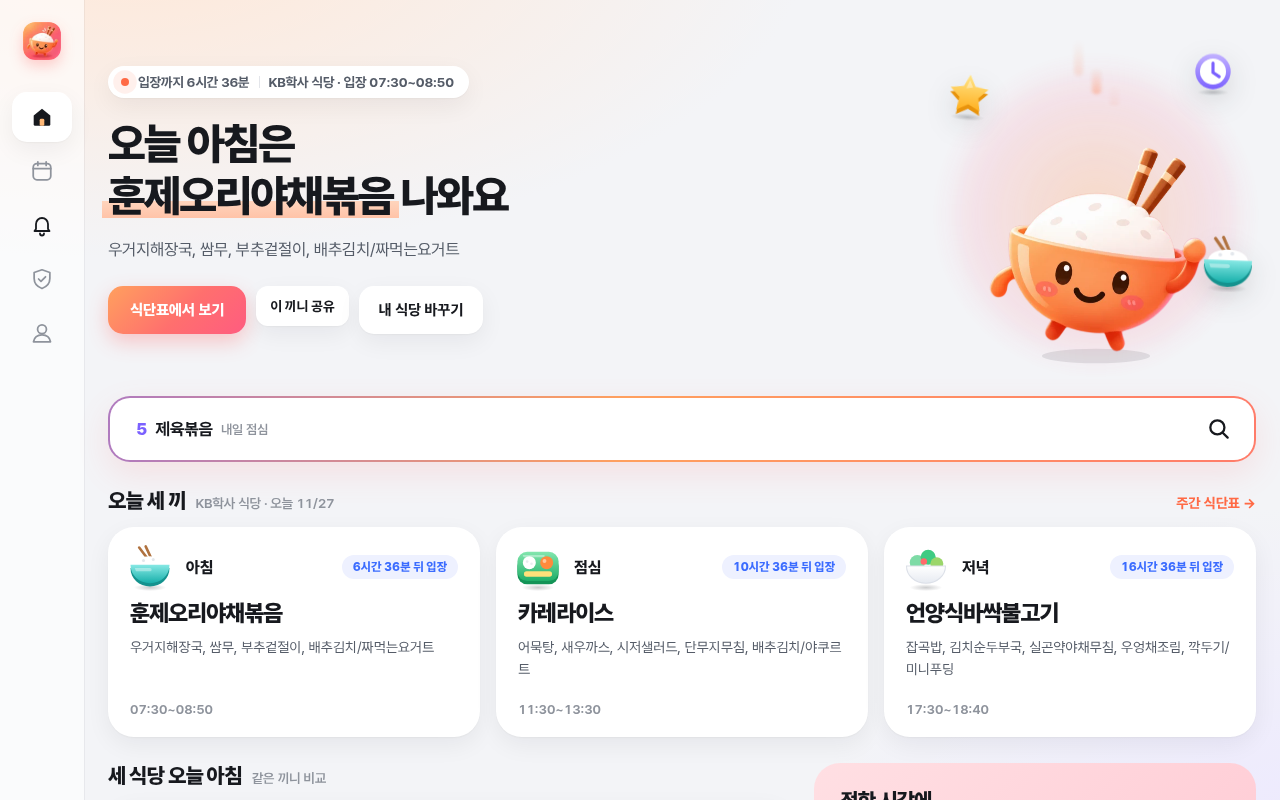 입장까지 6시간 36분 KB학사 식당 · 입장 07:30~08:50
오늘 아침은
훈제오리야채볶음 나와요
우거지해장국, 쌈무, 부추겉절이, 배추김치/짜먹는요거트
식단표에서 보기 이 끼니 공유 내 식당 바꾸기
5 제육볶음 내일 점심
오늘 세 끼 KB학사 식당 · 오늘 11/27 주간 식단표 →
아침 6시간 36분 뒤 입장
훈제오리야채볶음
우거지해장국, 쌈무, 부추겉절이, 배추김치/짜먹는요거트
07:30~08:50
점심 10시간 36분 뒤 입장
카레라이스
어묵탕, 새우까스, 시저샐러드, 단무지무침, 배추김치/야쿠르
트
11:30~13:30
저녁 16시간 36분 뒤 입장
언양식바싹불고기
잡곡밥, 김치순두부국, 실곤약야채무침, 우엉채조림, 깍두기/
미니푸딩
17:30~18:40
세 식당 오늘 아침 같은 끼니 비교
정한 시간에